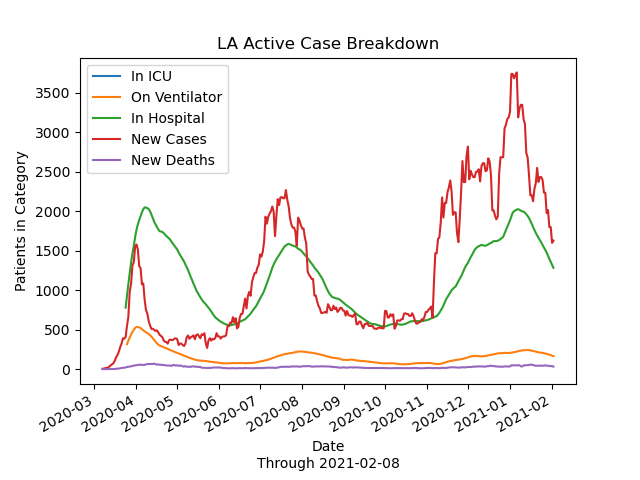 LA Active Case Breakdown
In ICU
On Ventilator
In Hospital
New Cases
New Deaths
Patients in Category
3500
3000
2500
2000
1500
1000
500
0
2020-03
2020-04
2020-05
2020-06
2020-07
2020-08
2020-09
2020-10
2020-11
2020-12
2021-01
2021-02
Date
Through 2021-02-08